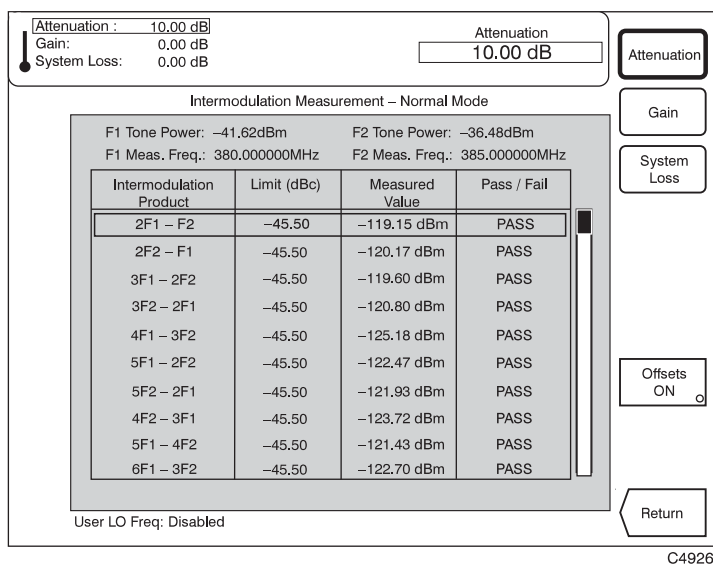 Attenuation : 10.00 dB
Gain: 0.00 dB
System Loss: 0.00 dB
Attenuation
10.00 dB
Attenuation
Gain
System
Loss
Intermodulation Measurement – Normal Mode
F1 Tone Power: –41.62dBm F2 Tone Power: –36.48dBm
F1 Meas. Freq.: 380.000000MHz F2 Meas. Freq.: 385.000000MHz
Intermodulation Product Limit (dBc) Measured Value Pass / Fail
2F1 – F2 –45.50 –119.15 dBm PASS
2F2 – F1 –45.50 –120.17 dBm PASS
3F1 – 2F2 –45.50 –119.60 dBm PASS
3F2 – 2F1 –45.50 –120.80 dBm PASS
4F1 – 3F2 –45.50 –125.18 dBm PASS
5F1 – 2F2 –45.50 –122.47 dBm PASS
5F2 – 2F1 –45.50 –121.93 dBm PASS
4F2 – 3F1 –45.50 –123.72 dBm PASS
5F1 – 4F2 –45.50 –121.43 dBm PASS
6F1 – 3F2 –45.50 –122.70 dBm PASS
Offsets
ON
User LO Freq: Disabled
Return
C4926